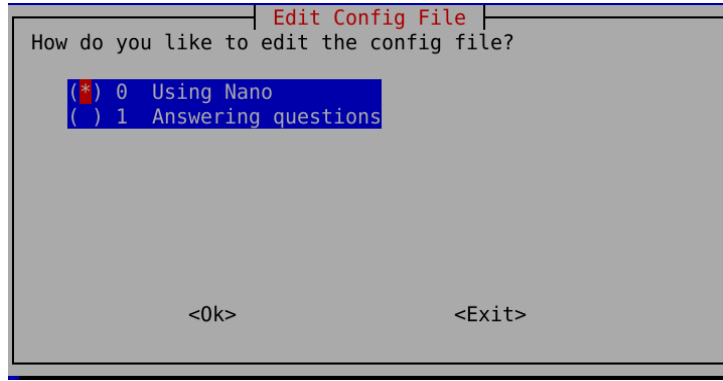 Edit Config File
How do you like to edit the config file?
(*) 0 Using Nano
( ) 1 Answering questions
<Ok> <Exit>